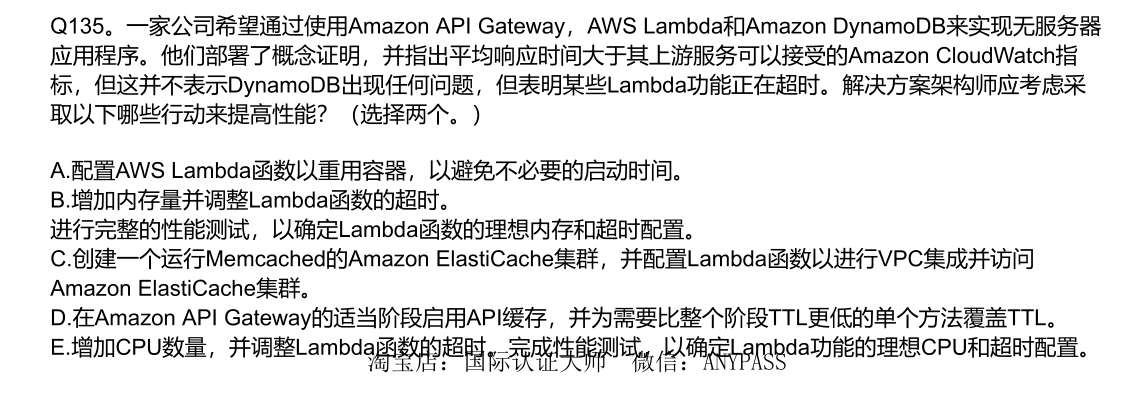 Q135。一家公司希望通过使用Amazon API Gateway，AWS Lambda和Amazon DynamoDB来实现无服务器
应用程序。他们部署了概念证明，并指出平均响应时间大于其上游服务可以接受的Amazon CloudWatch指
标，但这并不表示DynamoDB出现任何问题，但表明某些Lambda功能正在超时。解决方案架构师应考虑采
取以下哪些行动来提高性能？（选择两个。）
A.配置AWS Lambda函数以重用容器，以避免不必要的启动时间。
B.增加内存量并调整Lambda函数的超时。
进行完整的性能测试，以确定Lambda函数的理想内存和超时配置。
C.创建一个运行Memcached的Amazon ElastiCache集群，并配置Lambda函数以进行VPC集成并访问
Amazon ElastiCache集群。
D.在Amazon API Gateway的适当阶段启用API缓存，并为需要比整个阶段TTL更低的单个方法覆盖TTL。
E.增加CPU数量，并调整Lambda函数的超时。完成性能测试，以确定Lambda功能的理想CPU和超时配置。
淘宝店：国际认证大师 微信：ANYPASS